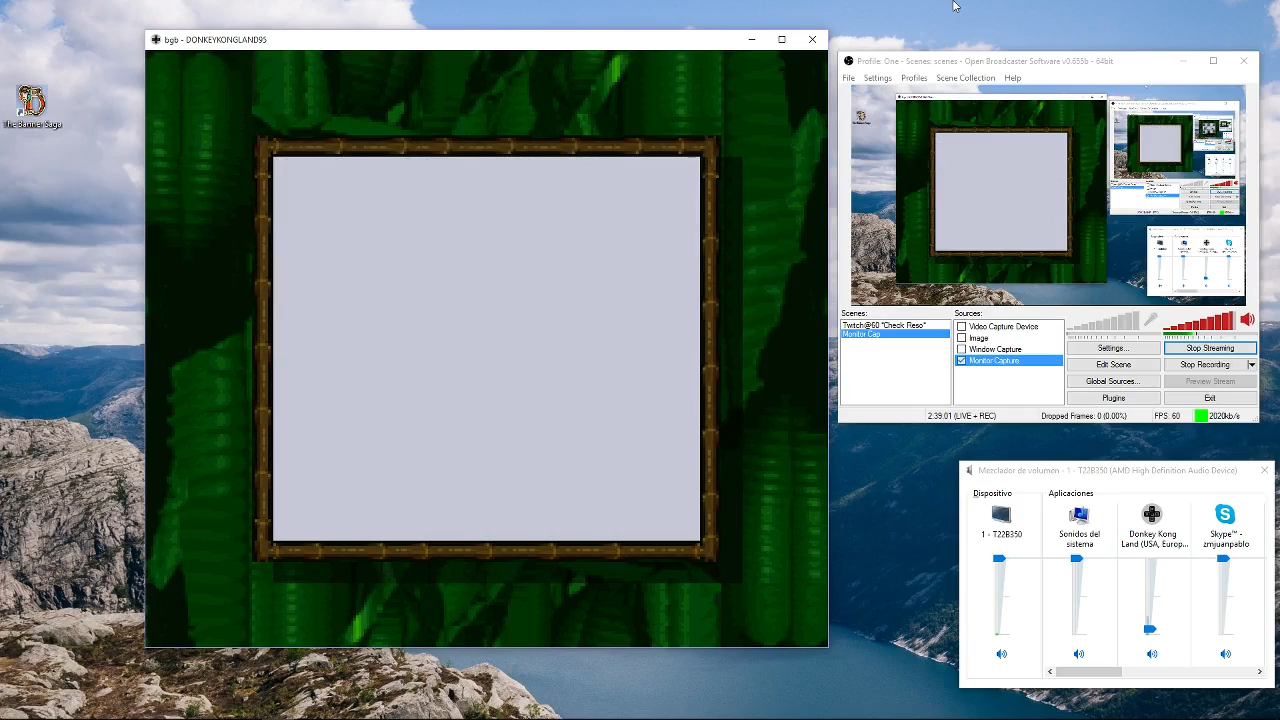 bgb - DONKEYKONGLAND95
The Banner Saga
Profile: One - Scenes: scenes - Open Broadcaster Software v0.655b - 64bit
File Settings Profiles Scene Collection Help
Scenes:
Twitch@60 "Check Reso"
Monitor Cap
Sources:
Video Capture Device
Image
Window Capture
Monitor Capture
Settings... Stop Streaming
Edit Scene Stop Recording
Global Sources... Preview Stream
Plugins Exit
2:39:01 (LIVE + REC) Dropped Frames: 0 (0.00%) FPS: 60 2020kb/s
Mezclador de volumen - 1 - T22B350 (AMD High Definition Audio Device)
Dispositivo
Aplicaciones
1 - T22B350
Sonidos del
sistema
Donkey Kong
Land (USA, Europ...
Skype™ -
zmjuanpablo